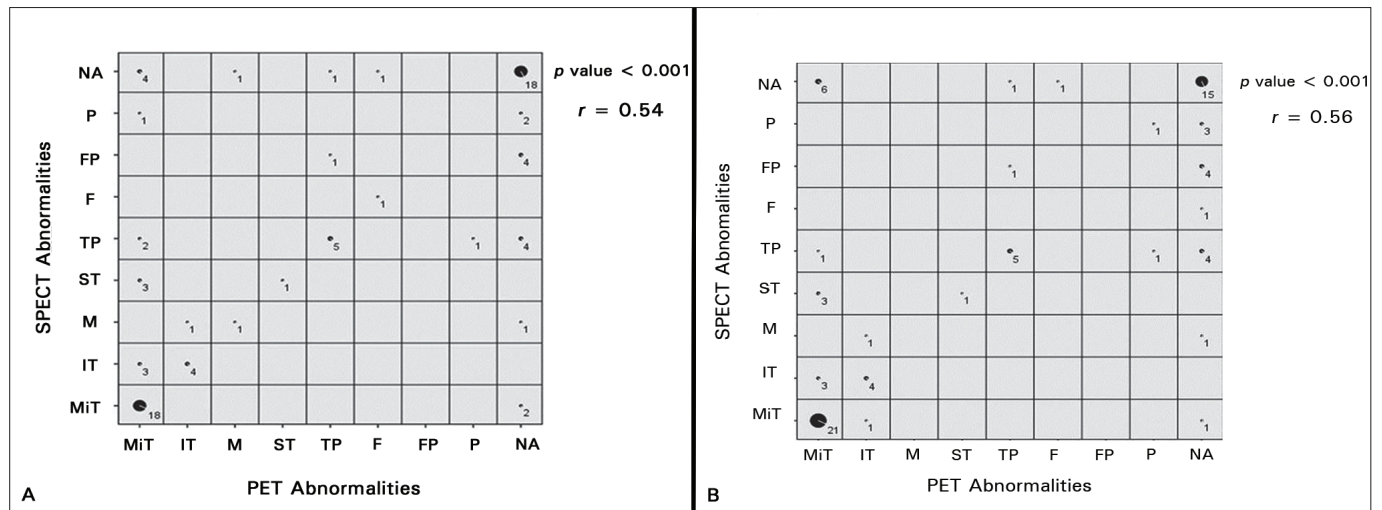 NA 4 1 1 1 18 p value < 0.001
r = 0.54
P 1 2
FP 1 4
F 1
TP 2 5 1 4
ST 3 1
M 1 1 1
IT 3 4
MiT 18 2
MiT IT M ST TP F FP P NA
SPECT Abnormalities
PET Abnormalities
A
NA 6 1 1 15 p value < 0.001
r = 0.56
P 1 3
FP 1 4
F 1
TP 1 5 1 4
ST 3 1
M 1 1
IT 3 4
MiT 21 1 1
MiT IT M ST TP F FP P NA
SPECT Abnomalities
PET Abnormalities
B